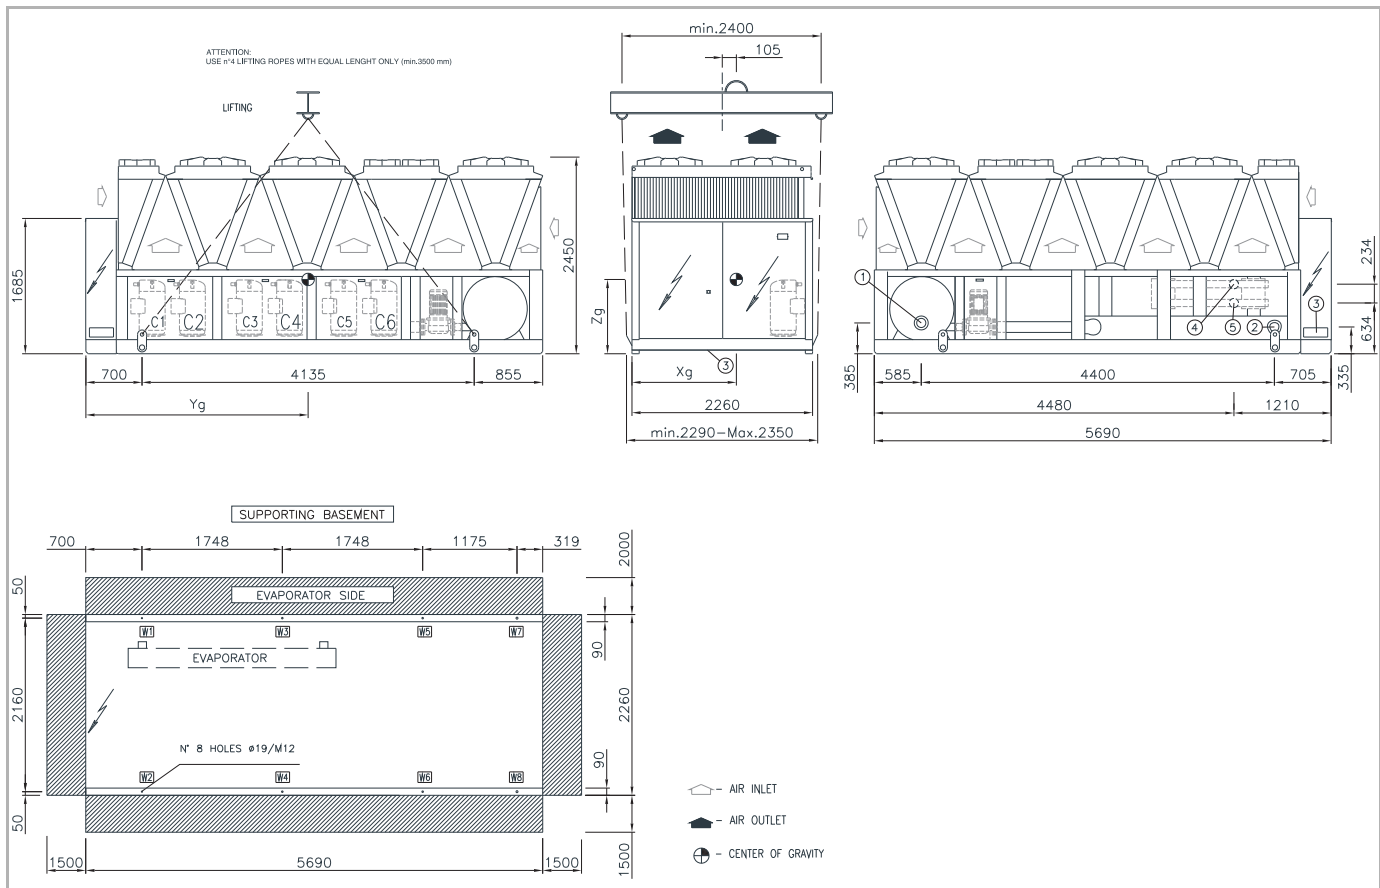 ATTENTION:
USE n°4 LIFTING ROPES WITH EQUAL LENGHT ONLY (min.3500 mm)
LIFTING
1685
2450
C1
C2
C3
C4
C5
C6
700
4135
855
Yg
min.2400
105
Zg
Xg
3
2260
min.2290-Max.2350
1
4
5
2
3
234
634
385
335
585
4400
705
4480
1210
5690
SUPPORTING BASEMENT
700
1748
1748
1175
319
2000
50
EVAPORATOR SIDE
W1
W3
W5
W7
90
EVAPORATOR
2160
2260
N° 8 HOLES ø19/M12
W2
W4
W6
W8
90
50
1500
5690
1500
1500
- AIR INLET
- AIR OUTLET
- CENTER OF GRAVITY